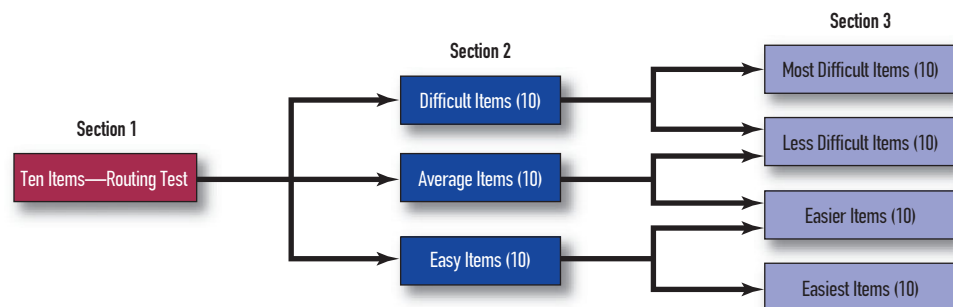 Section 1
Ten Items—Routing Test
Section 2
Difficult Items (10)
Average Items (10)
Easy Items (10)
Section 3
Most Difficult Items (10)
Less Difficult Items (10)
Easier Items (10)
Easiest Items (10)